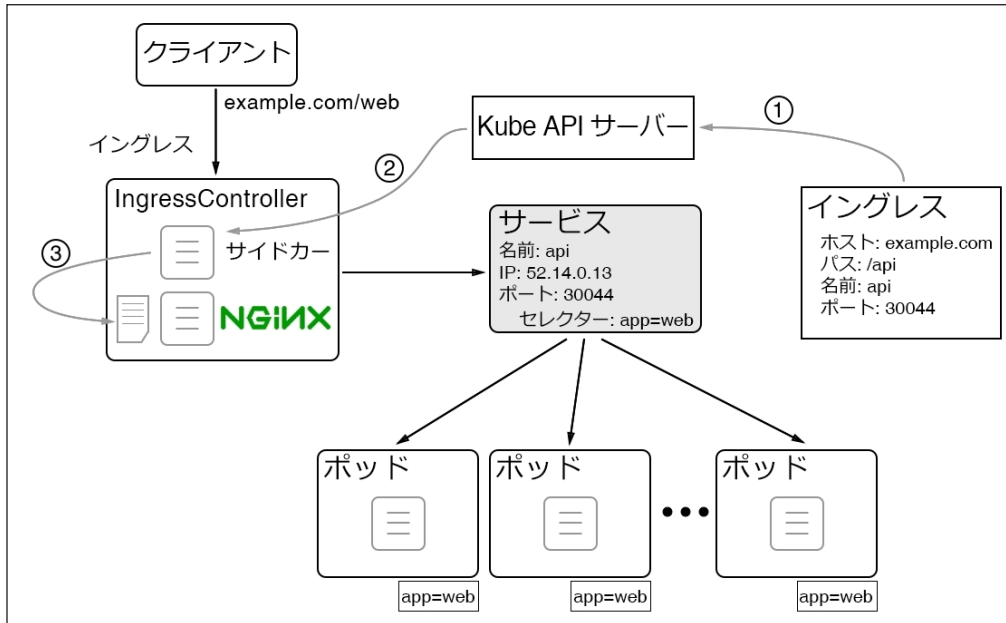 クライアント
example.com/web
イングレス
Kube API サーバー
①
②
IngressController
サイドカー
③
NGiNX
サービス
名前: api
IP: 52.14.0.13
ポート: 30044
セレクター: app=web
イングレス
ホスト: example.com
パス: /api
名前: api
ポート: 30044
ポッド
ポッド
ポッド
app=web
app=web
app=web